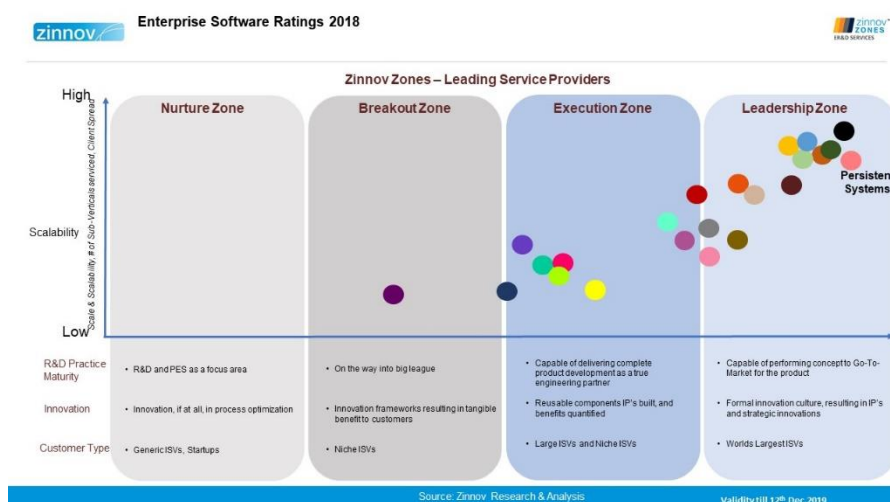 zinnov
Enterprise Software Ratings 2018
zinnov
ZONES
ER&D SERVICES
Zinnov Zones – Leading Service Providers
High
Nurture Zone
Breakout Zone
Execution Zone
Leadership Zone
Scalability
Scale & Scalability, # of Sub-Verticals serviced, Client Spread
Persisten
Systems
Low
R&D Practice
Maturity
• R&D and PES as a focus area
• On the way into big league
• Capable of delivering complete
product development as a true
engineering partner
• Capable of performing concept to Go-To-
Market for the product
Innovation
• Innovation, if at all, in process optimization
• Innovation frameworks resulting in tangible
benefit to customers
• Reusable components IP's built, and
benefits quantified
• Formal innovation culture, resulting in IP's
and strategic innovations
Customer Type
• Generic ISVs, Startups
• Niche ISVs
• Large ISVs and Niche ISVs
• Worlds Largest ISVs
Source: Zinnov Research & Analysis
Validity till 12th Dec 2019